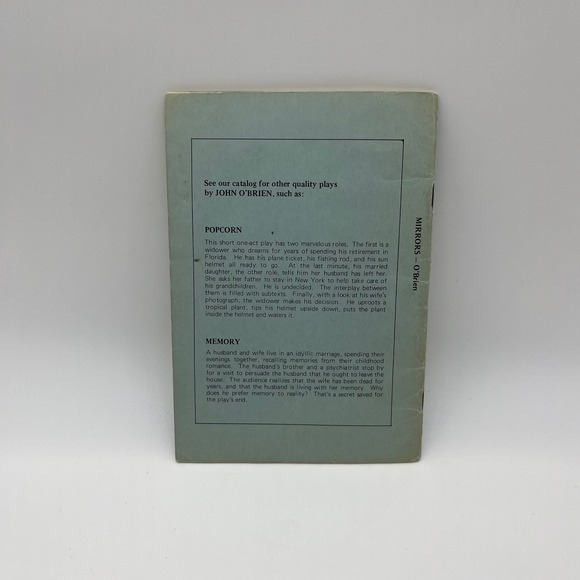 See our catalog for other quality plays
by JOHN O'BRIEN, such as:
POPCORN
This short one-act play has two marvelous roles. The first is a
widower who dreams for years of spending his retirement in
Florida. He has his plane ticket, his fishing rod, and his sun
helmet all ready to go. At the last minute, his married
daughter, the other role, tells him her husband has left her.
She asks her father to stay in New York to help take care of
his grandchildren. He is undecided. The interplay between
them is filled with subtexts. Finally, with a look at his wife's
photograph, the widower makes his decision. He uproots a
tropical plant, tips his helmet upside down, puts the plant
inside the helmet and waters it.
MEMORY
A husband and wife live in an idyllic marriage, spending their
evenings together, recalling memories from their childhood
romance. The husband's brother and a psychiatrist stop by
for a visit to persuade the husband that he ought to leave the
house. The audience realizes that the wife has been dead for
years, and that the husband is living with her memory. Why
does he prefer memory to reality? That's a secret saved for
the play's end.
MIRRORS — O'Brien